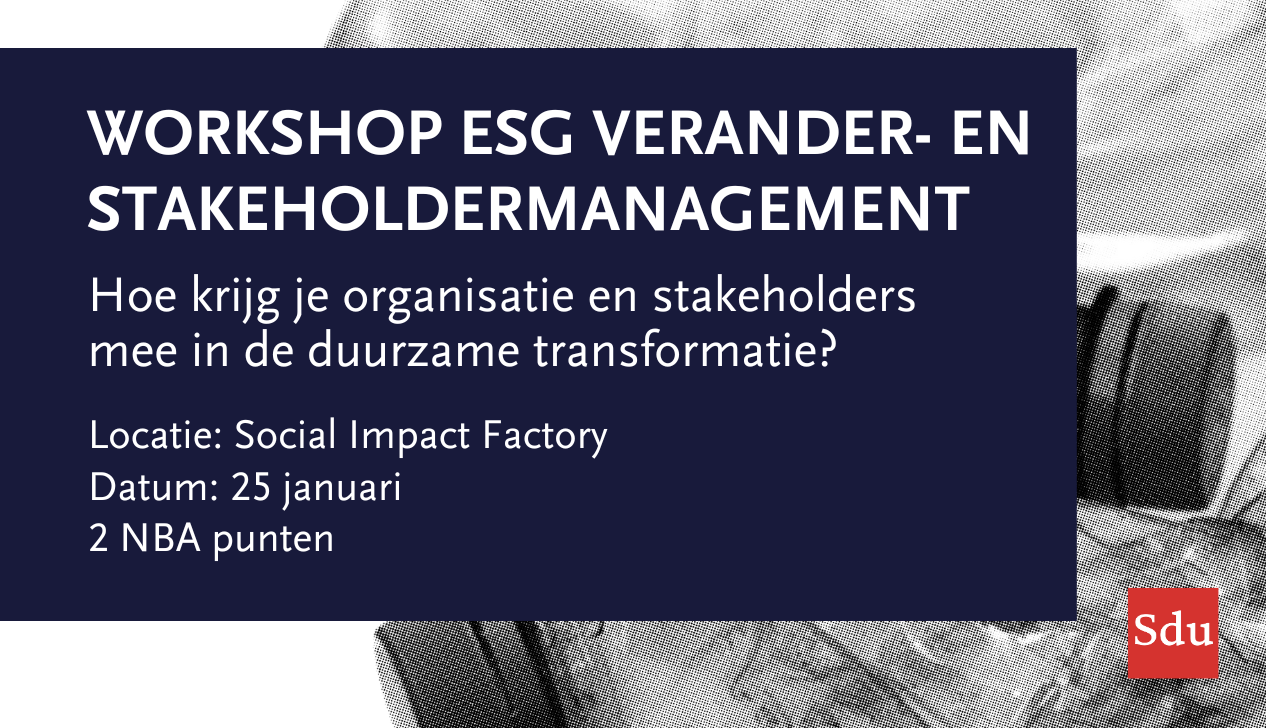 WORKSHOP ESG VERANDER- EN
STAKEHOLDERMANAGEMENT
Hoe krijg je organisatie en stakeholders
mee in de duurzame transformatie?
Locatie: Social Impact Factory
Datum: 25 januari
2 NBA punten
Sdu